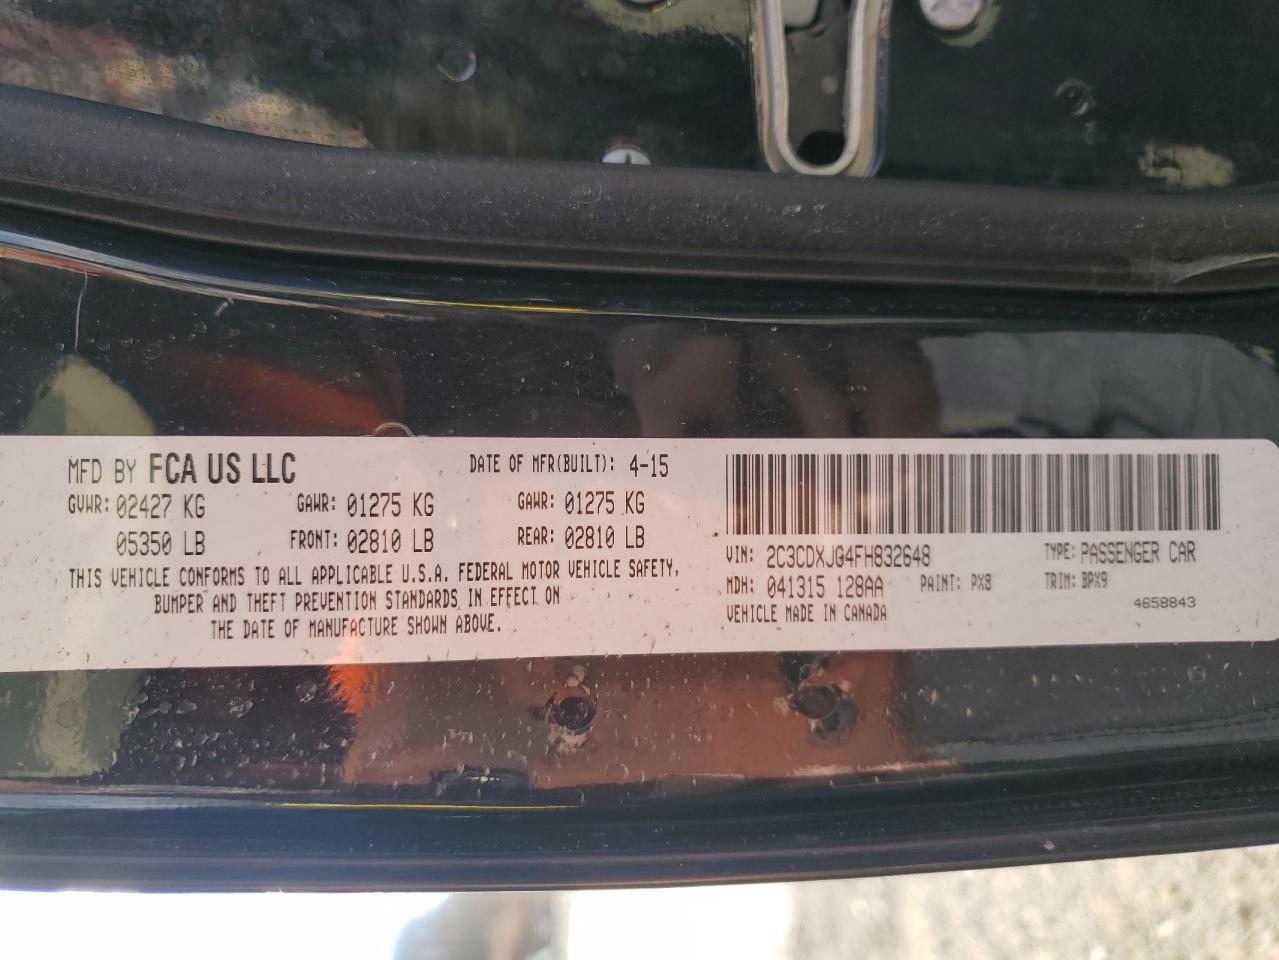 MFD BY FCA US LLC DATE OF MFR(BUILT): 4-15
GVWR: 02427 KG GAWR: 01275 KG GAWR: 01275 KG
05350 LB FRONT: 02810 LB REAR: 02810 LB
THIS VEHICLE CONFORMS TO ALL APPLICABLE U.S.A. FEDERAL MOTOR VEHICLE SAFETY,
BUMPER AND THEFT PREVENTION STANDARDS IN EFFECT ON
THE DATE OF MANUFACTURE SHOWN ABOVE.
VIN: 2C3CDXJG4FH832648 TYPE: PASSENGER CAR
MDH: 041315 128AA PAINT: PX8 TRIM: BPX9
VEHICLE MADE IN CANADA 4658843